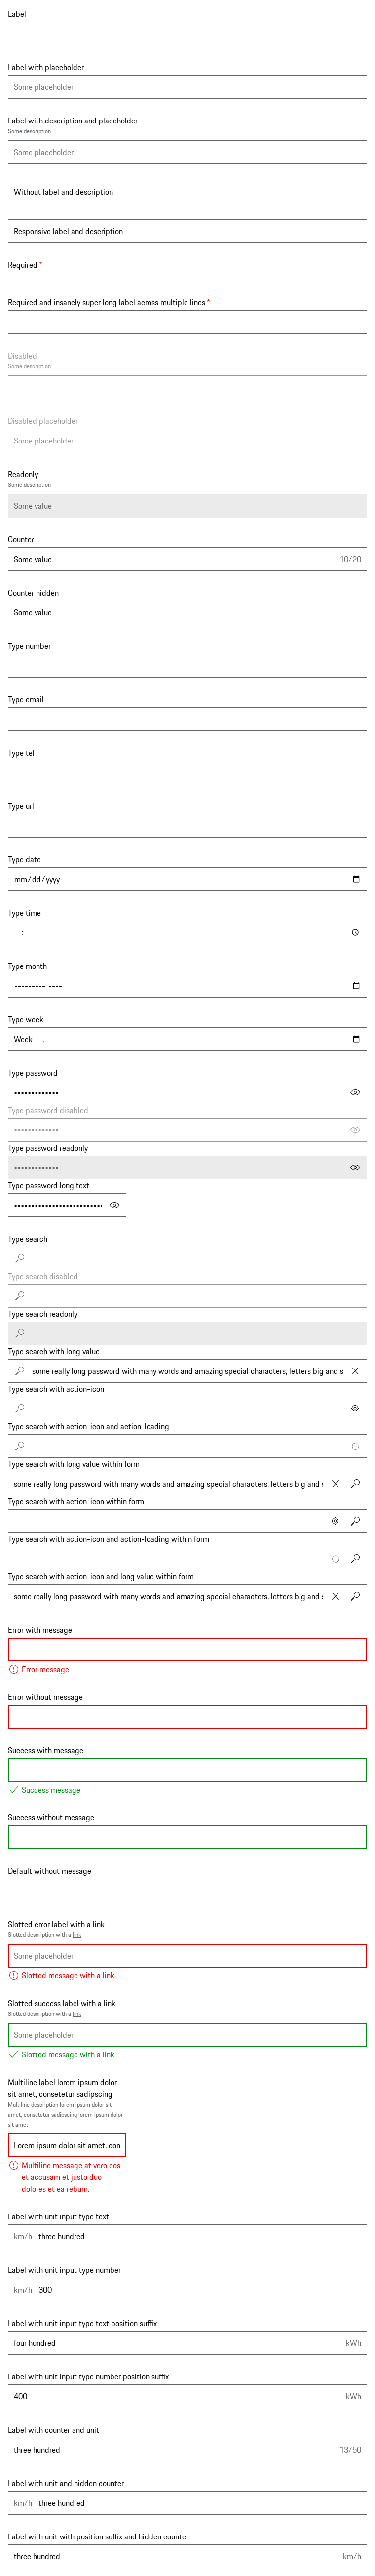 Label
Label with placeholder
Some placeholder
Label with description and placeholder
Some description
Some placeholder
Without label and description
Responsive label and description
Required *
Required and insanely super long label across multiple lines *
Disabled
Some description
Disabled placeholder
Some placeholder
Readonly
Some description
Some value
Counter
Some value 10/20
Counter hidden
Some value
Type number
Type email
Type tel
Type url
Type date
mm/dd/yyyy
Type time
--:-- --
Type month
--------- ----
Type week
Week --, ----
Type password
•••••••••••••
Type password disabled
•••••••••••••
Type password readonly
•••••••••••••
Type password long text
•••••••••••••••••••••••••
Type search
Type search disabled
Type search readonly
Type search with long value
some really long password with many words and amazing special characters, letters big and s
Type search with action-icon
Type search with action-icon and action-loading
Type search with long value within form
some really long password with many words and amazing special characters, letters big and s
Type search with action-icon within form
Type search with action-icon and action-loading within form
Type search with action-icon and long value within form
some really long password with many words and amazing special characters, letters big and s
Error with message
Error message
Error without message
Success with message
Success message
Success without message
Default without message
Slotted error label with a link
Slotted description with a link
Some placeholder
Slotted message with a link
Slotted success label with a link
Slotted description with a link
Some placeholder
Slotted message with a link
Multiline label lorem ipsum dolor
sit amet, consetetur sadipscing
Multiline description lorem ipsum dolor sit
amet, consetetur sadipscing lorem ipsum dolor
sit amet
Lorem ipsum dolor sit amet, con
Multiline message at vero eos
et accusam et justo duo
dolores et ea rebum.
Label with unit input type text
km/h three hundred
Label with unit input type number
km/h 300
Label with unit input type text position suffix
four hundred kWh
Label with unit input type number position suffix
400 kWh
Label with counter and unit
three hundred 13/50
Label with unit and hidden counter
km/h three hundred
Label with unit with position suffix and hidden counter
three hundred km/h